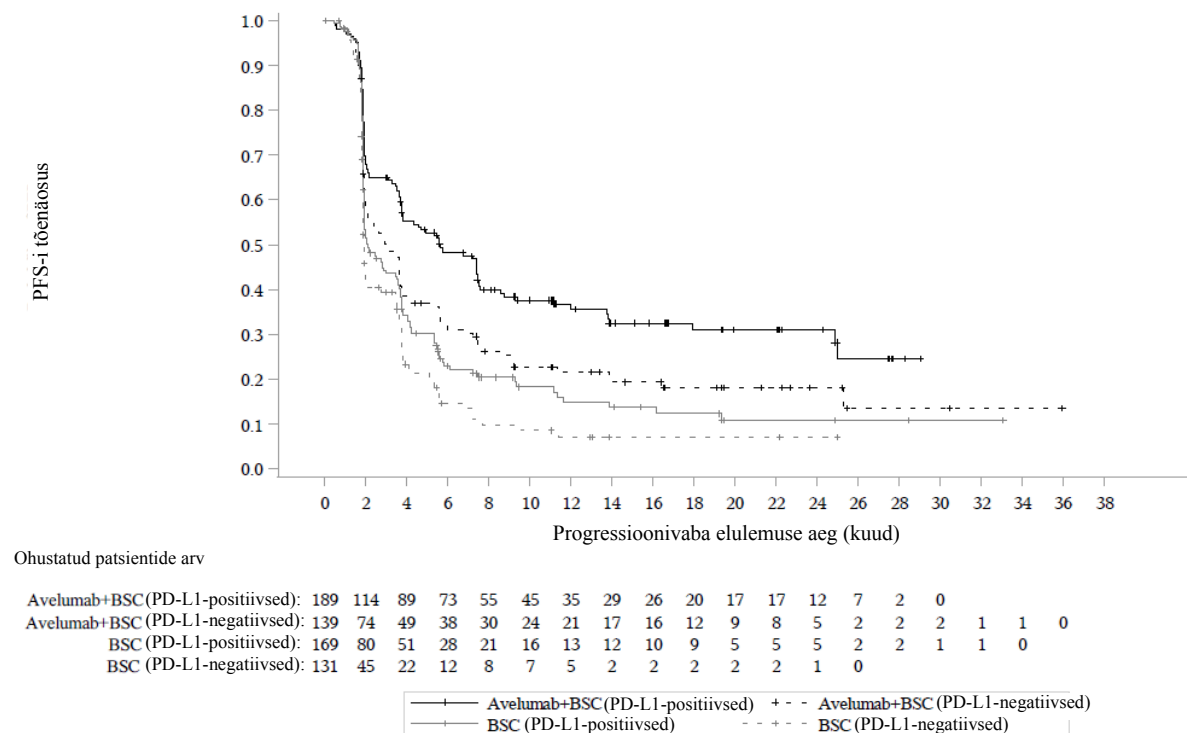 1.0
0.9
0.8
0.7
0.6
0.5
0.4
0.3
0.2
0.1
0.0
PFS-i tõenäosus
0 2 4 6 8 10 12 14 16 18 20 22 24 26 28 30 32 34 36 38
Progressioonivaba elulemuse aeg (kuud)
Ohustatud patsientide arv
Avelumab+BSC (PD-L1-positiivsed): 189 114 89 73 55 45 35 29 26 20 17 17 12 7 2 0
Avelumab+BSC (PD-L1-negatiivsed): 139 74 49 38 30 24 21 17 16 12 9 8 5 2 2 2 1 1 0
BSC (PD-L1-positiivsed): 169 80 51 28 21 16 13 12 10 9 5 5 5 2 2 1 1 0
BSC (PD-L1-negatiivsed): 131 45 22 12 8 7 5 2 2 2 2 2 1 0
Avelumab+BSC (PD-L1-positiivsed) Avelumab+BSC (PD-L1-negatiivsed)
BSC (PD-L1-positiivsed) BSC (PD-L1-negatiivsed)